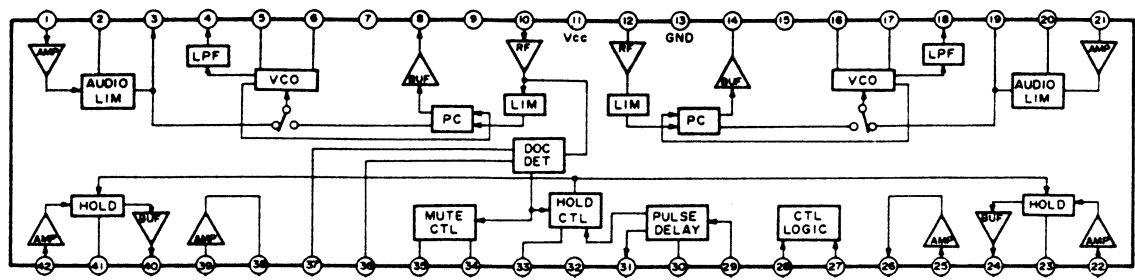 1 2 3 4 5 6 7 8 9 10 11 12 13 14 15 16 17 18 19 20 21
Vcc GND
AMP LPF RF RF LPF AMP
AUDIO LIM
VCO
BUF
LIM
LIM
BUF
VCO
AUDIO LIM
PC
PC
DOC DET
HOLD
BUF
AMP
AMP
MUTE CTL
HOLD CTL
PULSE DELAY
CTL LOGIC
AMP
BUF
HOLD
AMP
42 41 40 39 38 37 36 35 34 33 32 31 30 29 28 27 26 25 24 23 22